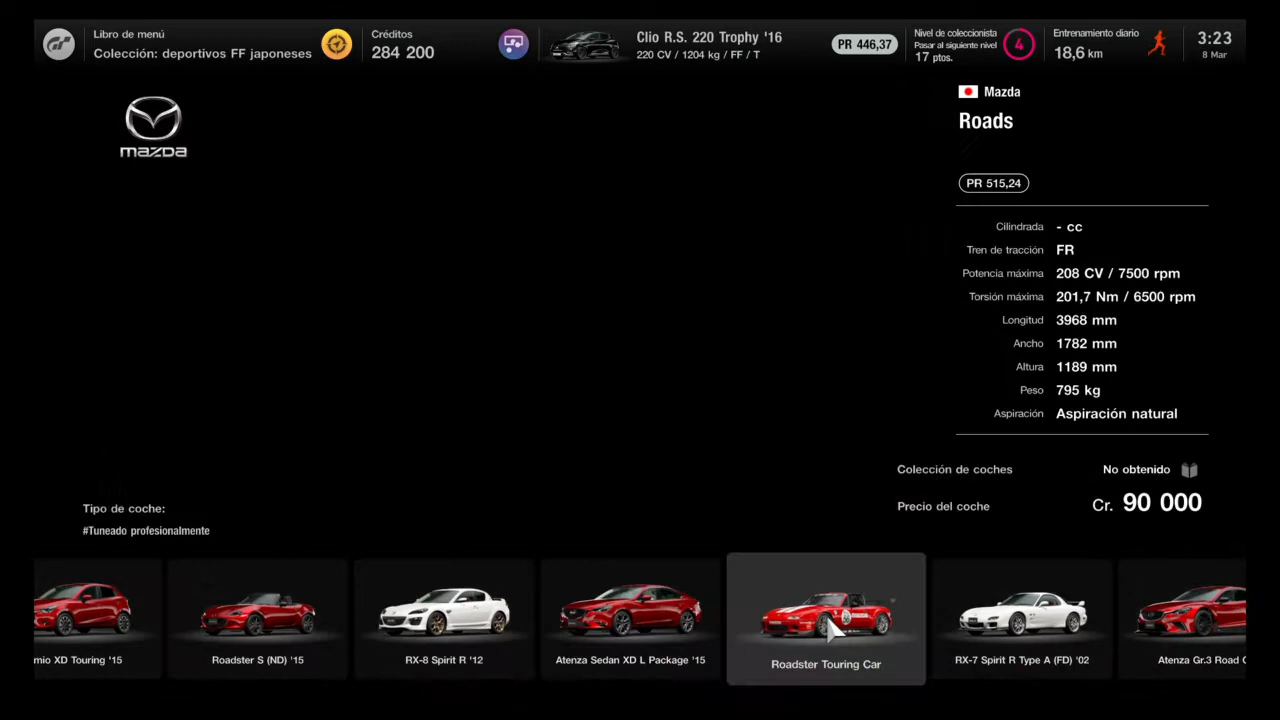 Libro de menú
Colección: deportivos FF japoneses
Créditos
284 200
Clio R.S. 220 Trophy '16
220 CV / 1204 kg / FF / T
PR 446,37
Nivel de coleccionista
Pasar al siguiente nivel
17 ptos.
4
Entrenamiento diario
18,6 km
3:23
8 Mar
mazda
Mazda
Roads
PR 515,24
Cilindrada - cc
Tren de tracción FR
Potencia máxima 208 CV / 7500 rpm
Torsión máxima 201,7 Nm / 6500 rpm
Longitud 3968 mm
Ancho 1782 mm
Altura 1189 mm
Peso 795 kg
Aspiración Aspiración natural
Colección de coches No obtenido
Precio del coche Cr. 90 000
Tipo de coche:
#Tuneado profesionalmente
mio XD Touring '15
Roadster S (ND) '15
RX-8 Spirit R '12
Atenza Sedan XD L Package '15
Roadster Touring Car
RX-7 Spirit R Type A (FD) '02
Atenza Gr.3 Road